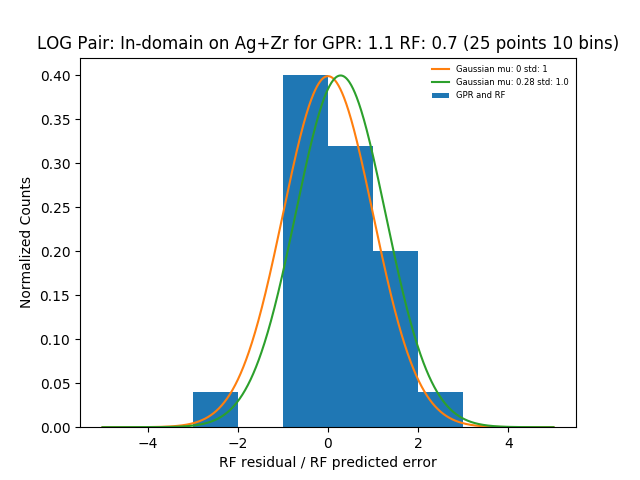 LOG Pair: In-domain on Ag+Zr for GPR: 1.1 RF: 0.7 (25 points 10 bins)
Gaussian mu: 0 std: 1
Gaussian mu: 0.28 std: 1.0
GPR and RF
Normalized Counts
0.40
0.35
0.30
0.25
0.20
0.15
0.10
0.05
0.00
−4 −2 0 2 4
RF residual / RF predicted error